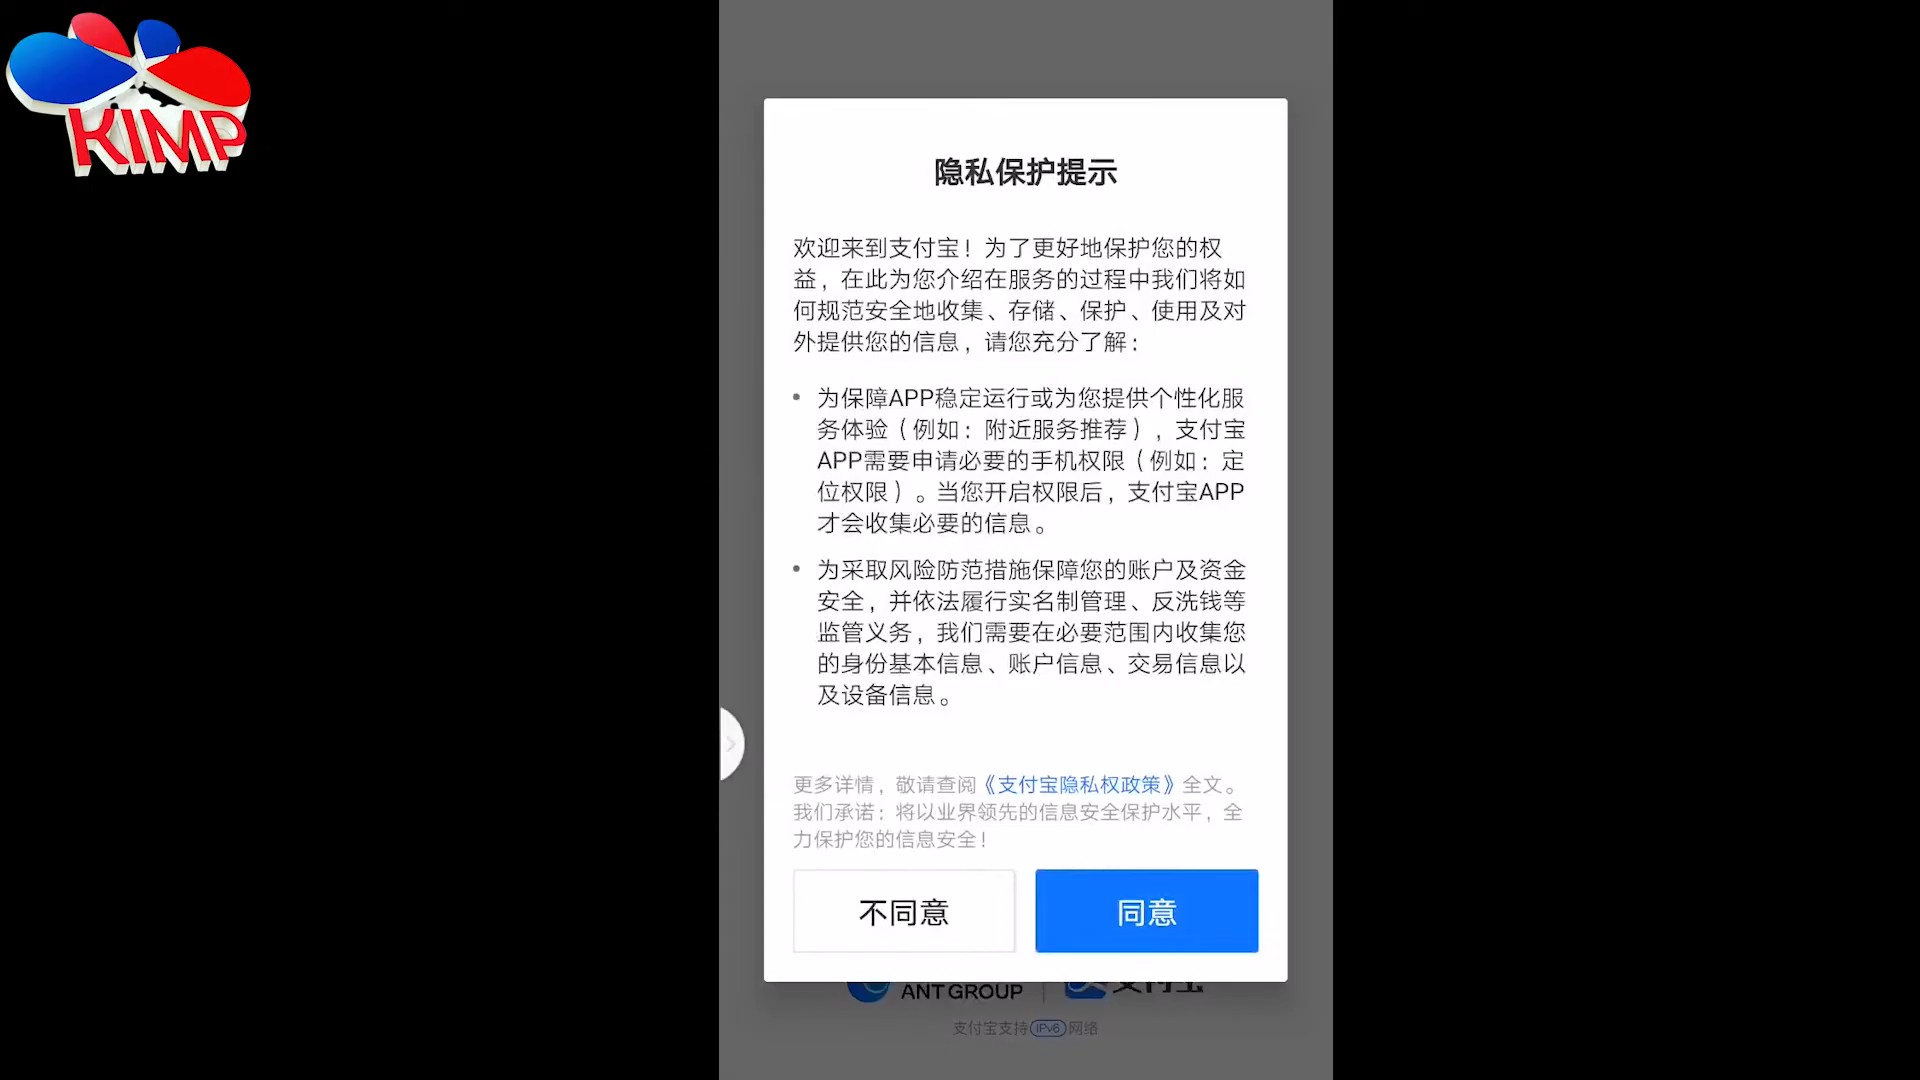 KIMP
隐私保护提示
欢迎来到支付宝！为了更好地保护您的权
益，在此为您介绍在服务的过程中我们将如
何规范安全地收集、存储、保护、使用及对
外提供您的信息，请您充分了解：
• 为保障APP稳定运行或为您提供个性化服
务体验（例如：附近服务推荐），支付宝
APP需要申请必要的手机权限（例如：定
位权限）。当您开启权限后，支付宝APP
才会收集必要的信息。
• 为采取风险防范措施保障您的账户及资金
安全，并依法履行实名制管理、反洗钱等
监管义务，我们需要在必要范围内收集您
的身份基本信息、账户信息、交易信息以
及设备信息。
更多详情，敬请查阅《支付宝隐私权政策》全文。
我们承诺：将以业界领先的信息安全保护水平，全
力保护您的信息安全！
不同意
同意
ANT GROUP
支付宝
支付宝支持IPv6网络